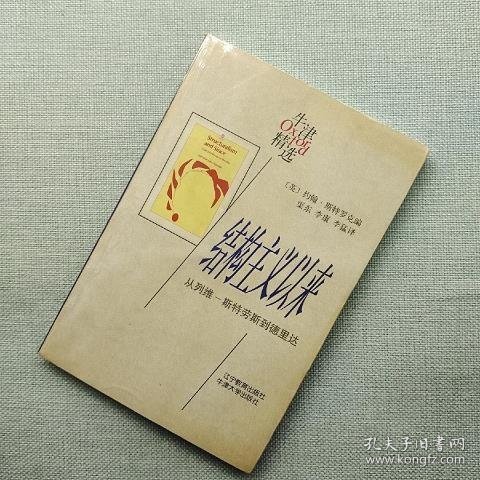 牛津
Oxford
精选
Structuralism
and Since
〔英〕约翰·斯特罗克编
渠东 李康 李猛译
结构主义以来
从列维－斯特劳斯到德里达
辽宁教育出版社
牛津大学出版社
孔夫子旧书网
www.kongfz.com